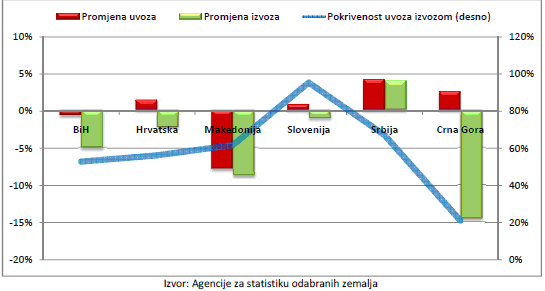 Promjena uvoza Promjena izvoza Pokrivenost uvoza izvozom (desno)
10% 120%
5% 100%
0% 80%
BiH Hrvatska Makedonija Slovenija Srbija Crna Gora
-5% 60%
-10% 40%
-15% 20%
-20% 0%
Izvor: Agencije za statistiku odabranih zemalja